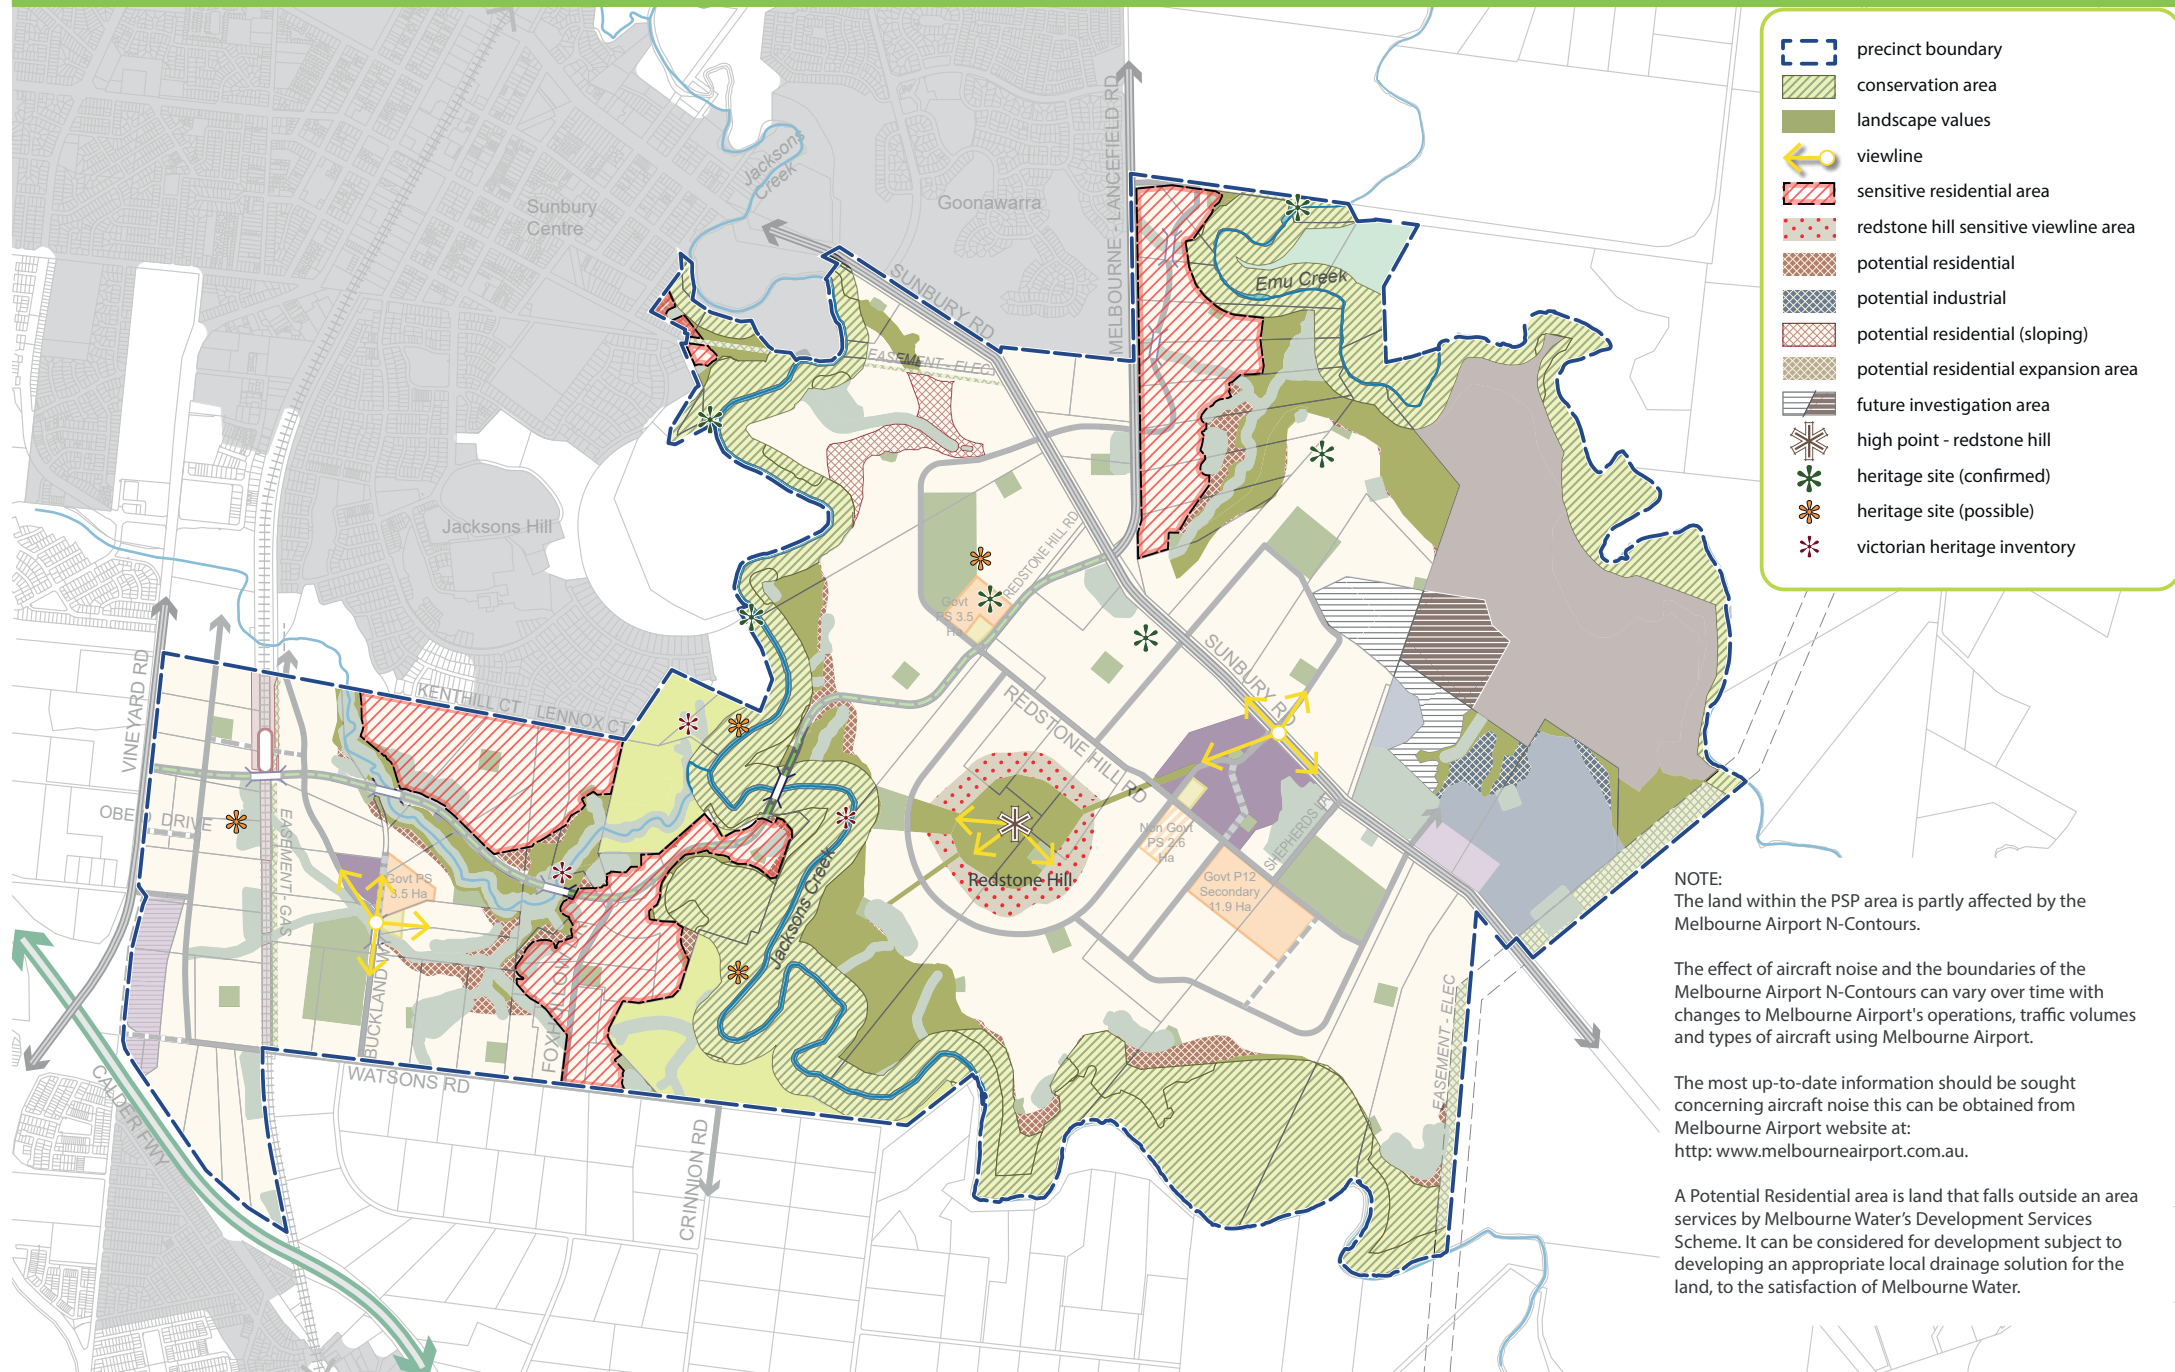 precinct boundary
conservation area
landscape values
viewline
sensitive residential area
redstone hill sensitive viewline area
potential residential
potential industrial
potential residential (sloping)
potential residential expansion area
future investigation area
high point - redstone hill
heritage site (confirmed)
heritage site (possible)
victorian heritage inventory
Jacksons
Creek
Sunbury
Centre
Goonawarra
MELBOURNE - LANCEFIELD RD
SUNBURY RD
Emu Creek
EASEMENT - ELEC
Jacksons Hill
REDSTONE HILL RD
Govt
PS 3.5
Ha
SUNBURY RD
REDSTONE HILL RD
KENTHILL CT
LENNOX CT
VINEYARD RD
DRIVE
EASEMENT - GAS
Govt PS
3.5 Ha
Non Govt
PS 2.6
Ha
SHEPHERDS
Govt P12
Secondary
11.9 Ha
Redstone Hill
Jacksons Creek
BUCKLAND
WATSONS RD
CALDER FWY
CRINNION RD
EASEMENT - ELEC
NOTE:
The land within the PSP area is partly affected by the
Melbourne Airport N-Contours.
The effect of aircraft noise and the boundaries of the
Melbourne Airport N-Contours can vary over time with
changes to Melbourne Airport's operations, traffic volumes
and types of aircraft using Melbourne Airport.
The most up-to-date information should be sought
concerning aircraft noise this can be obtained from
Melbourne Airport website at:
http: www.melbourneairport.com.au.
A Potential Residential area is land that falls outside an area
services by Melbourne Water’s Development Services
Scheme. It can be considered for development subject to
developing an appropriate local drainage solution for the
land, to the satisfaction of Melbourne Water.